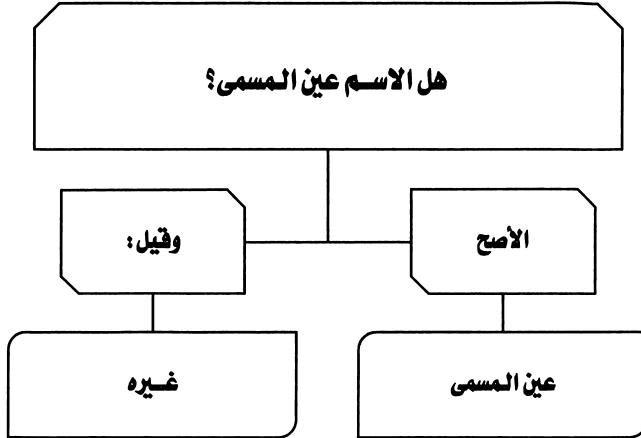 هل الاسم عين المسمى؟
الأصح
وقيل:
عين المسمى
غيره